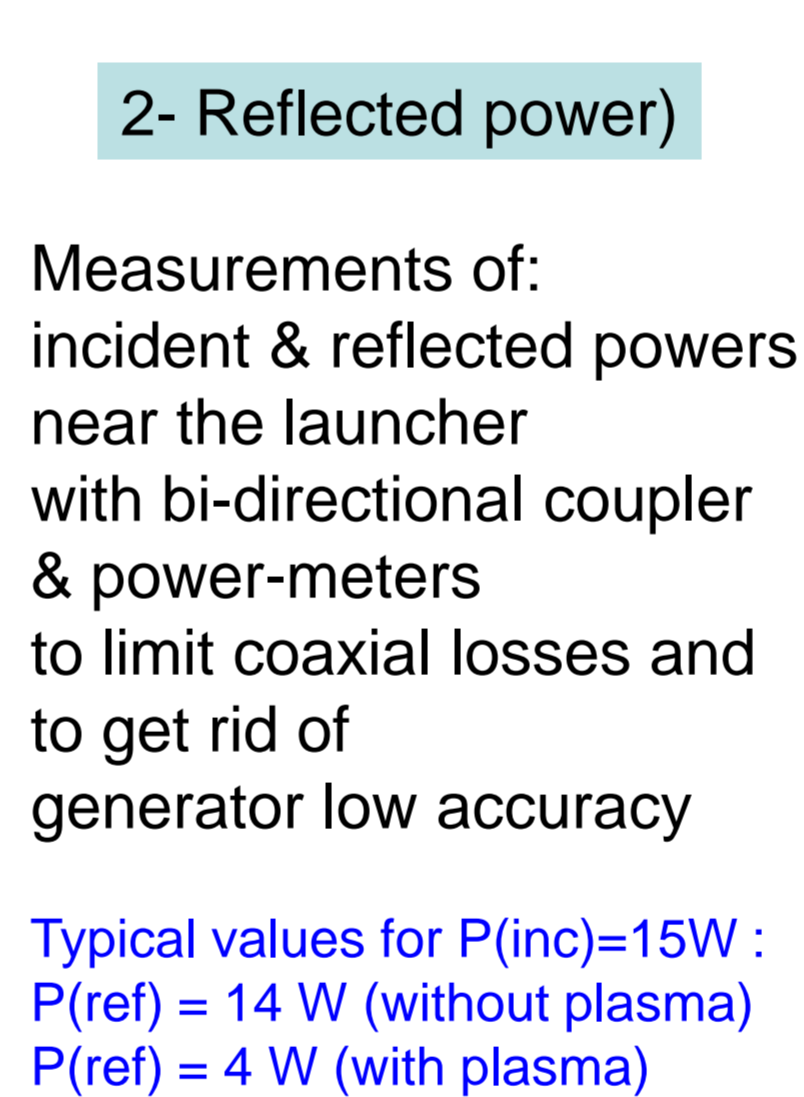 2- Reflected power)
Measurements of:
incident & reflected powers
near the launcher
with bi-directional coupler
& power-meters
to limit coaxial losses and
to get rid of
generator low accuracy
Typical values for P(inc)=15W :
P(ref) = 14 W (without plasma)
P(ref) = 4 W (with plasma)